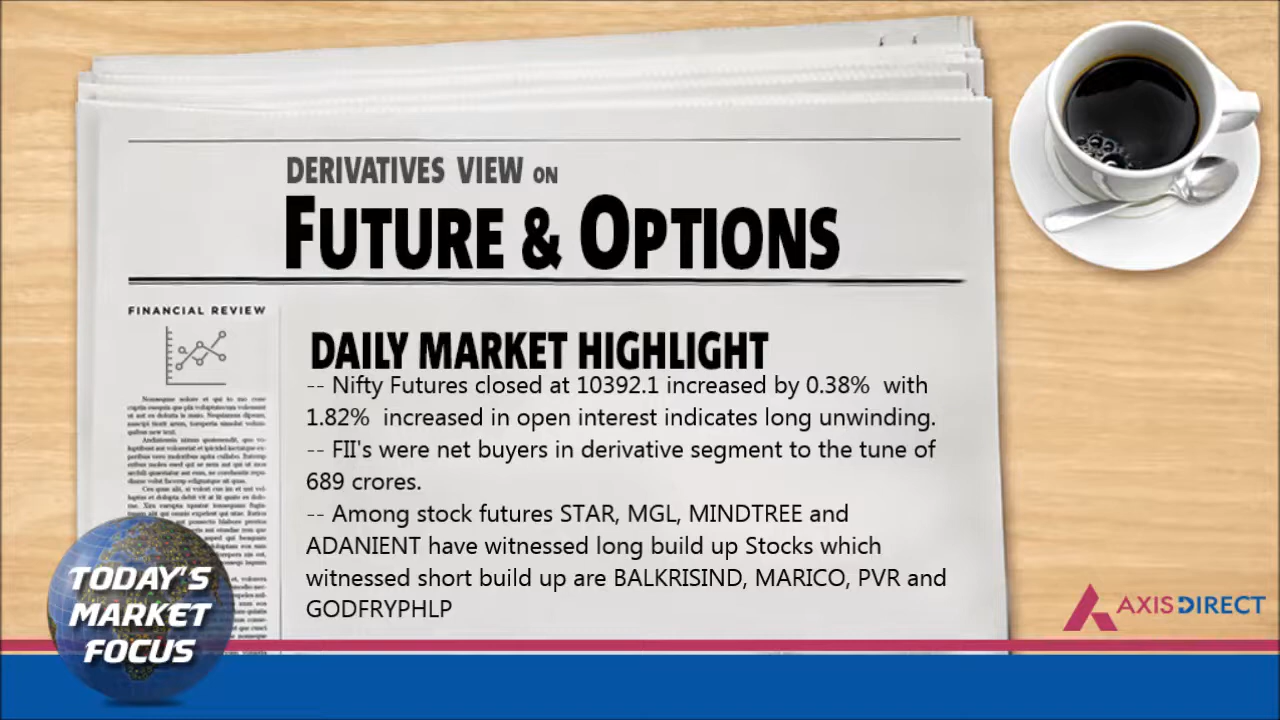 DERIVATIVES VIEW ON
FUTURE & OPTIONS
FINANCIAL REVIEW
DAILY MARKET HIGHLIGHT
-- Nifty Futures closed at 10392.1 increased by 0.38% with
1.82% increased in open interest indicates long unwinding.
-- FII's were net buyers in derivative segment to the tune of
689 crores.
-- Among stock futures STAR, MGL, MINDTREE and
ADANIENT have witnessed long build up Stocks which
witnessed short build up are BALKRISIND, MARICO, PVR and
GODFRYPHLP
TODAY'S
MARKET
FOCUS
AXIS DIRECT